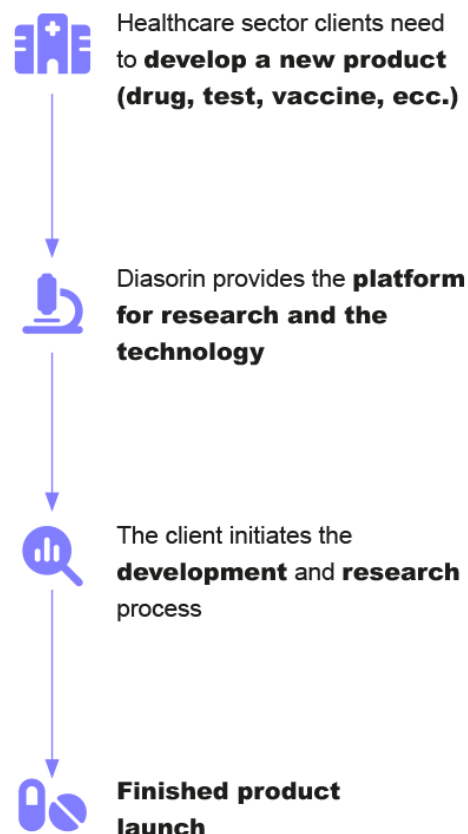 Healthcare sector clients need
to develop a new product
(drug, test, vaccine, ecc.)
Diasorin provides the platform
for research and the
technology
The client initiates the
development and research
process
Finished product
launch